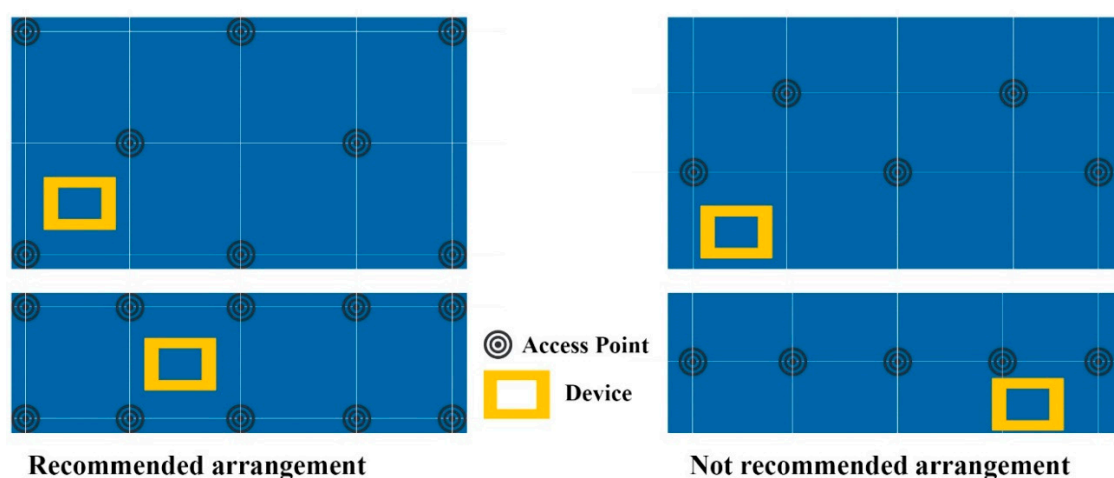 Access Point
Device
Recommended arrangement
Not recommended arrangement